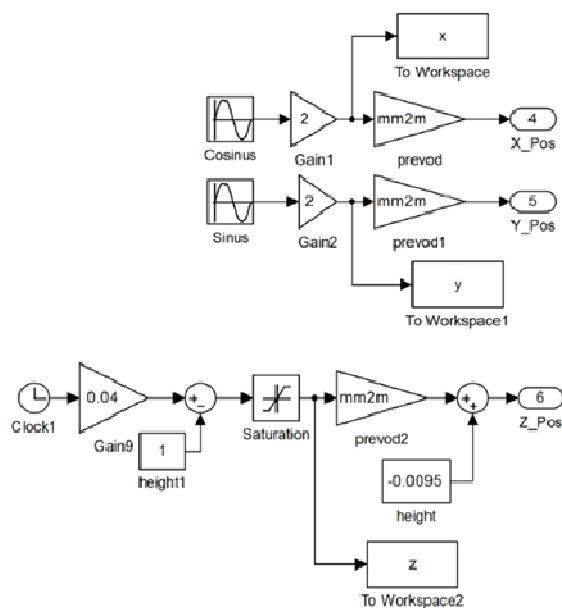 x
To Workspace
Cosinus
2
Gain1
mm2m
prevod
4
X_Pos
Sinus
2
Gain2
mm2m
prevod1
5
Y_Pos
y
To Workspace1
Clock1
0.04
Gain9
1
height1
Saturation
mm2m
prevod2
-0.0095
height
6
Z_Pos
z
To Workspace2